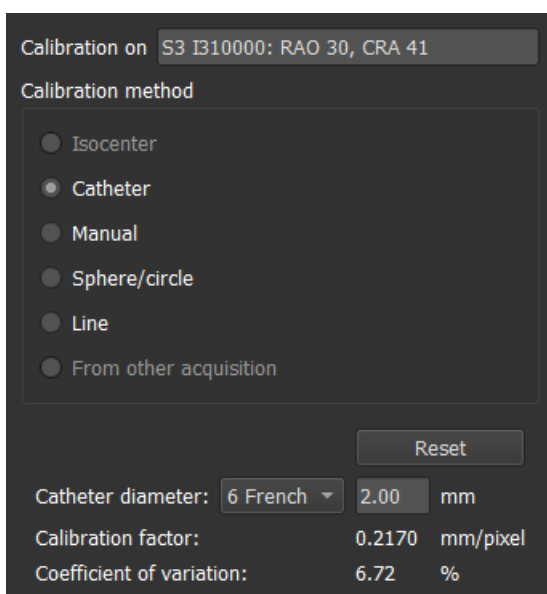 Calibration on S3 I310000: RAO 30, CRA 41
Calibration method
Isocenter
Catheter
Manual
Sphere/circle
Line
From other acquisition
Reset
Catheter diameter: 6 French 2.00 mm
Calibration factor: 0.2170 mm/pixel
Coefficient of variation: 6.72 %